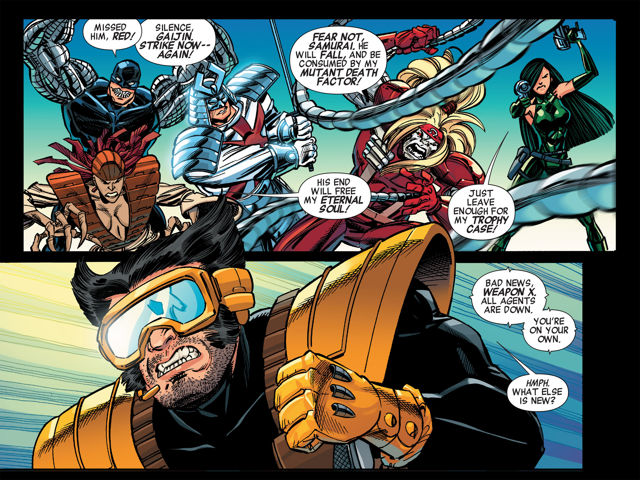 MISSED
HIM, RED!
SILENCE,
GAIJIN.
STRIKE NOW--
AGAIN!
FEAR NOT,
SAMURAI. HE
WILL FALL, AND
BE CONSUMED BY MY
MUTANT DEATH
FACTOR!
HIS END
WILL FREE
MY ETERNAL
SOUL!
JUST
LEAVE
ENOUGH FOR
MY TROPHY
CASE!
BAD NEWS,
WEAPON X.
ALL AGENTS
ARE DOWN.
YOU'RE
ON YOUR
OWN.
HMPH.
WHAT ELSE
IS NEW?